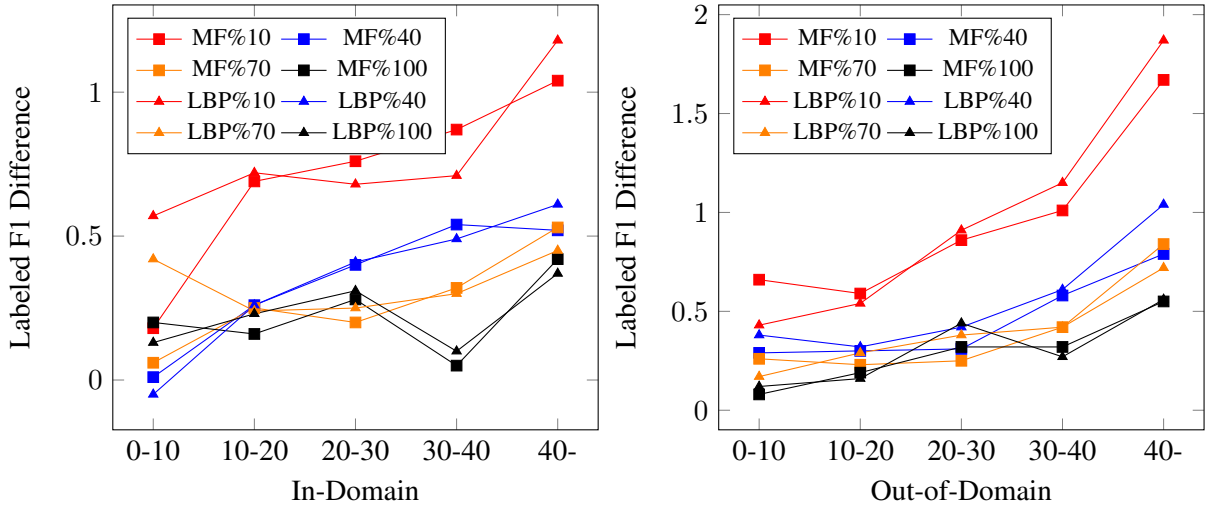 Labeled F1 Difference
1
0.5
0
MF%10 MF%40
MF%70 MF%100
LBP%10 LBP%40
LBP%70 LBP%100
0-10 10-20 20-30 30-40 40-
In-Domain
Labeled F1 Difference
2
1.5
1
0.5
0
MF%10 MF%40
MF%70 MF%100
LBP%10 LBP%40
LBP%70 LBP%100
0-10 10-20 20-30 30-40 40-
Out-of-Domain